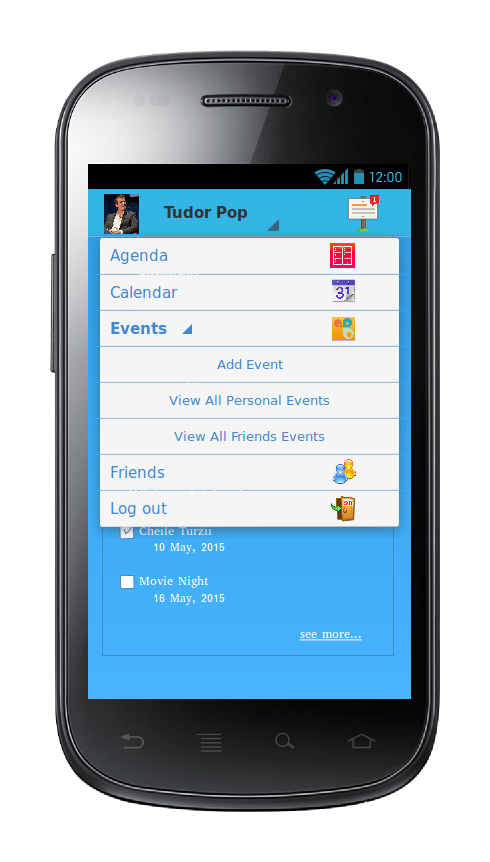 12:00
Tudor Pop
1
Agenda
Calendar
31
Events
Add Event
View All Personal Events
View All Friends Events
Friends
Log out
Cheile Turzii
10 May, 2015
Movie Night
16 May, 2015
see more...